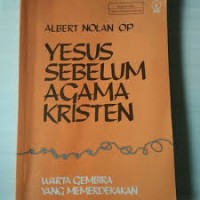 ALBERT NOLAN OP
YESUS
SEBELUM
AGAMA
KRISTEN
WARTA GEMBIRA
YANG MEMERDEKAKAN